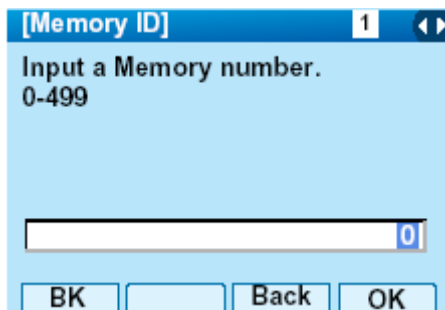 [Memory ID] 1
Input a Memory number.
0-499
0
BK Back OK